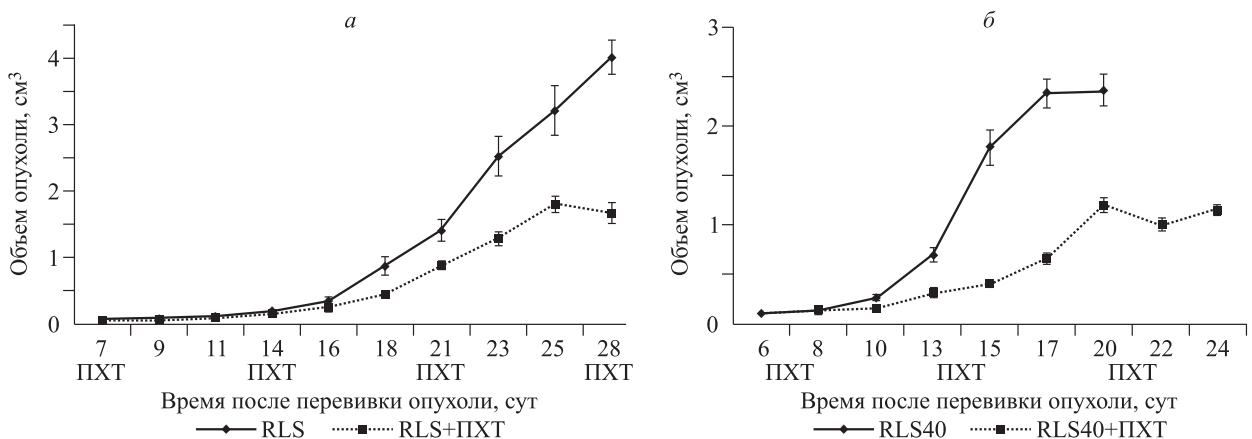 а
Объем опухоли, см³
4
3
2
1
0
7 9 11 14 16 18 21 23 25 28
ПХТ ПХТ ПХТ ПХТ
Время после перевивки опухоли, сут
RLS RLS+ПХТ
б
Объем опухоли, см³
3
2
1
0
6 8 10 13 15 17 20 22 24
ПХТ ПХТ ПХТ
Время после перевивки опухоли, сут
RLS40 RLS40+ПХТ